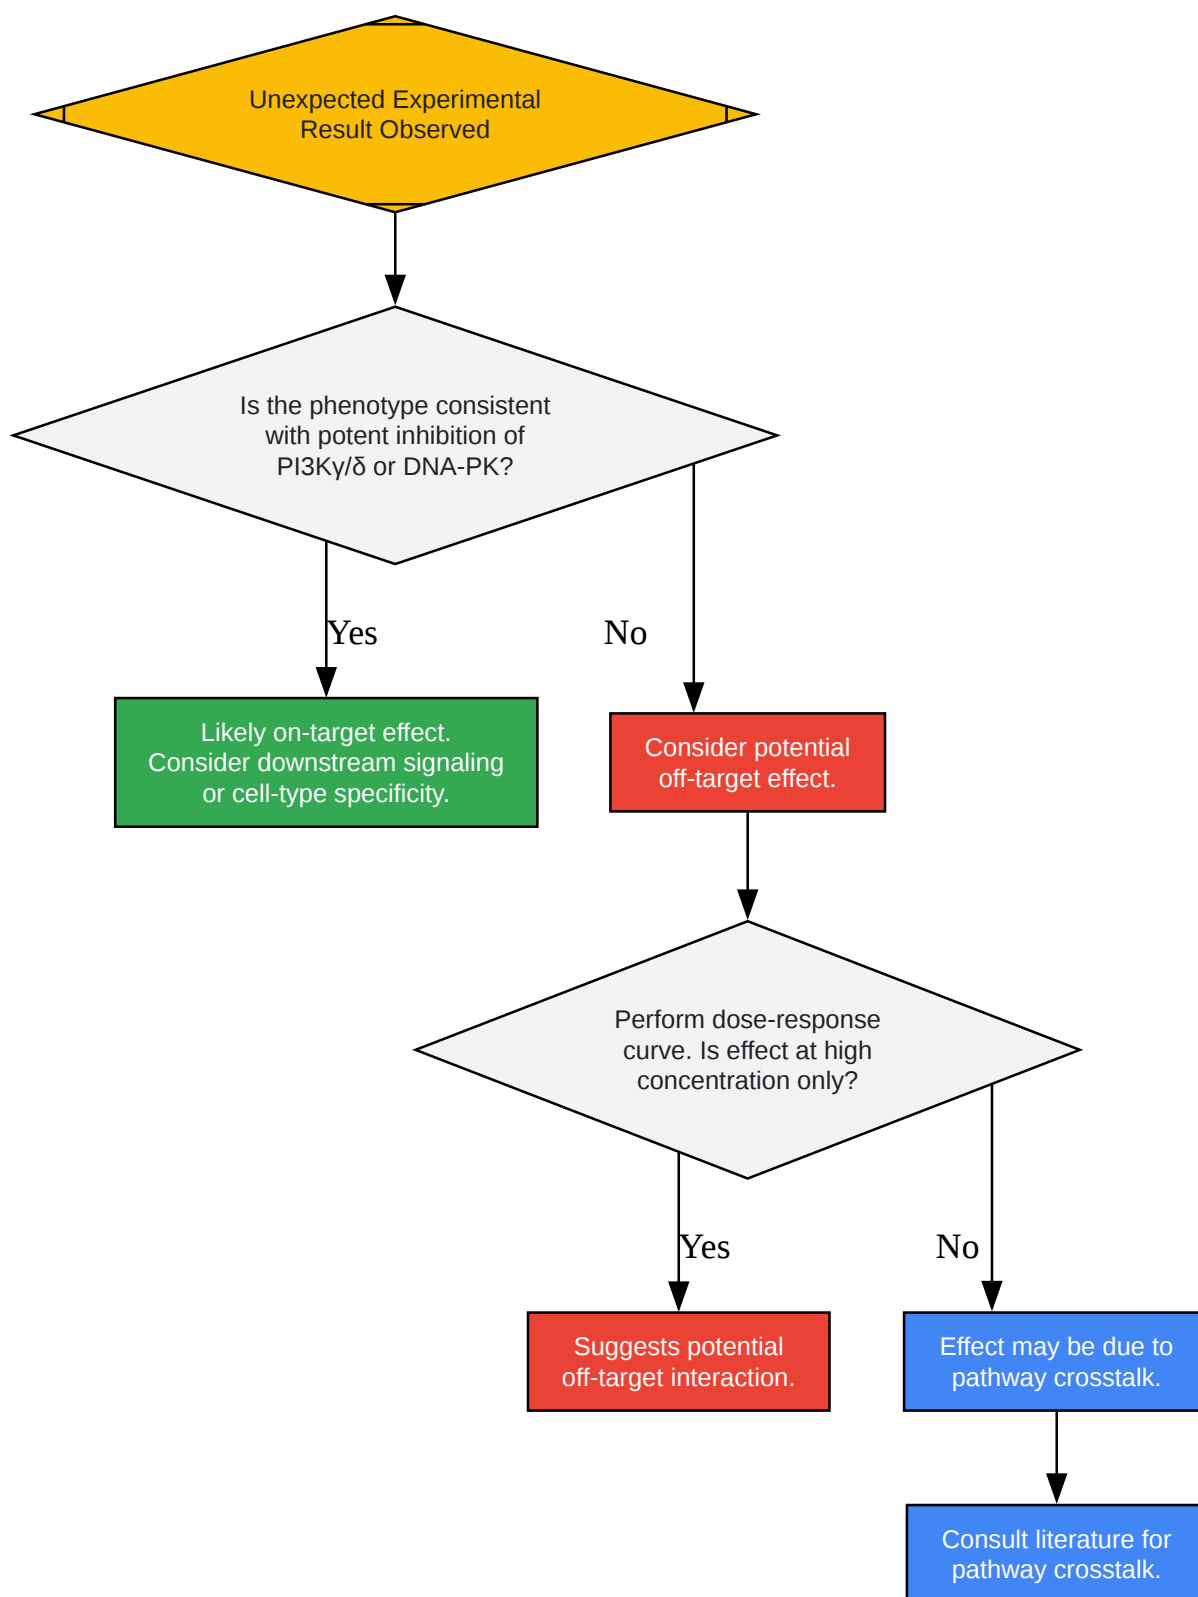 Unexpected Experimental
Result Observed
Is the phenotype consistent
with potent inhibition of
PI3Kγ/δ or DNA-PK?
Yes
No
Likely on-target effect.
Consider downstream signaling
or cell-type specificity.
Consider potential
off-target effect.
Perform dose-response
curve. Is effect at high
concentration only?
Yes
No
Suggests potential
off-target interaction.
Effect may be due to
pathway crosstalk.
Consult literature for
pathway crosstalk.